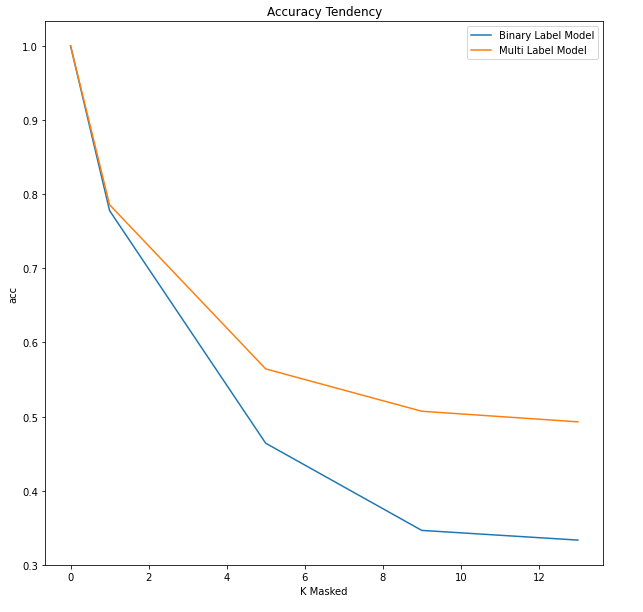 Accuracy Tendency
Binary Label Model
Multi Label Model
1.0
0.9
0.8
0.7
0.6
0.5
0.4
0.3
acc
0 2 4 6 8 10 12
K Masked